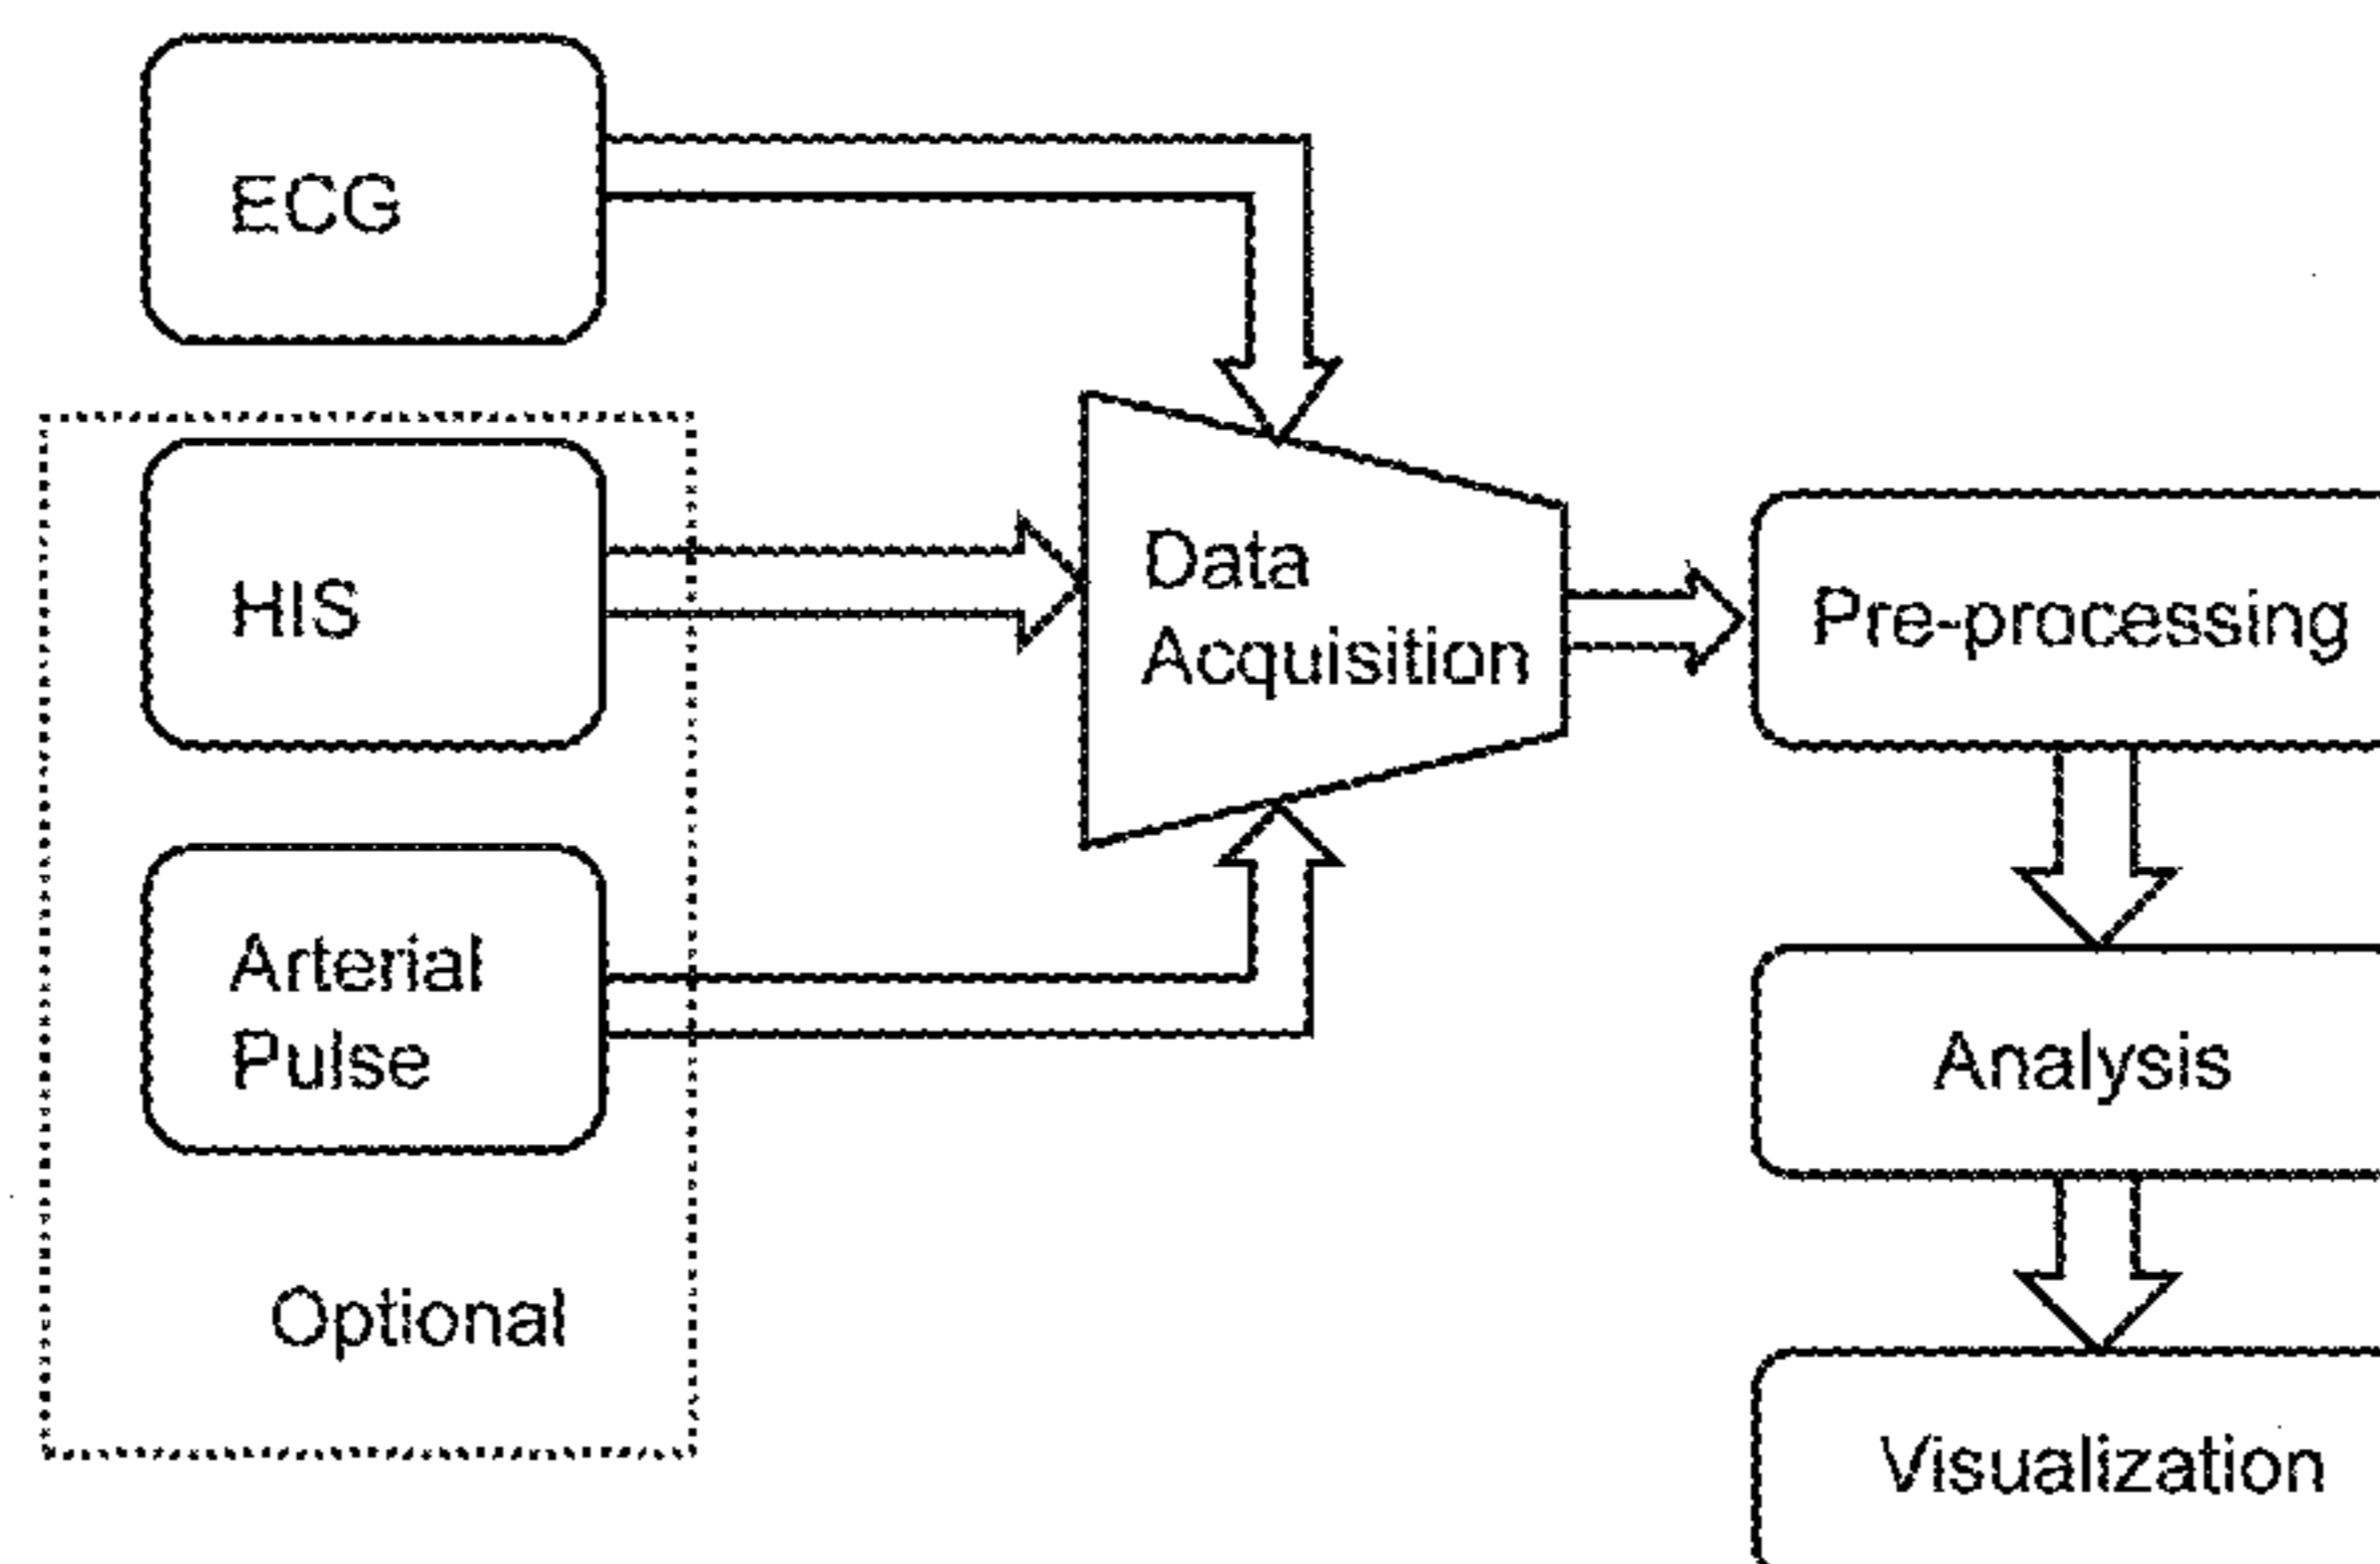 ECG
HIS
Arterial
Pulse
Optional
Data
Acquisition
Pre-processing
Analysis
Visualization